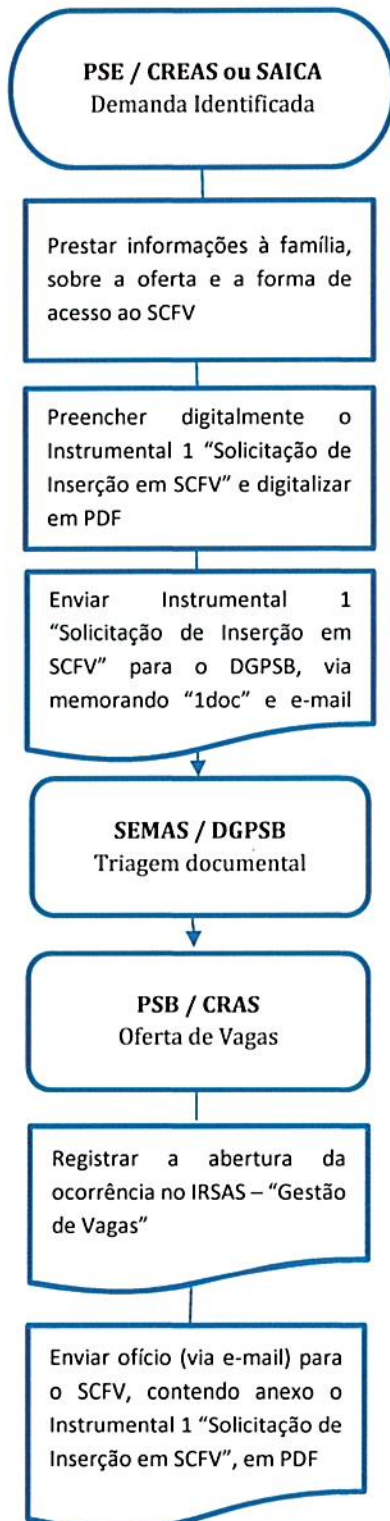 PSE / CREAS ou SAICA
Demanda Identificada
Prestar informações à família,
sobre a oferta e a forma de
acesso ao SCFV
Preencher digitalmente o
Instrumental 1 “Solicitação de
Inserção em SCFV” e digitalizar
em PDF
Enviar Instrumental 1
“Solicitação de Inserção em
SCFV” para o DGPSB, via
memorando “1doc” e e-mail
SEMAS / DGPSB
Triagem documental
PSB / CRAS
Oferta de Vagas
Registrar a abertura da
ocorrência no IRSAS – “Gestão
de Vagas”
Enviar ofício (via e-mail) para
o SCFV, contendo anexo o
Instrumental 1 “Solicitação de
Inserção em SCFV”, em PDF